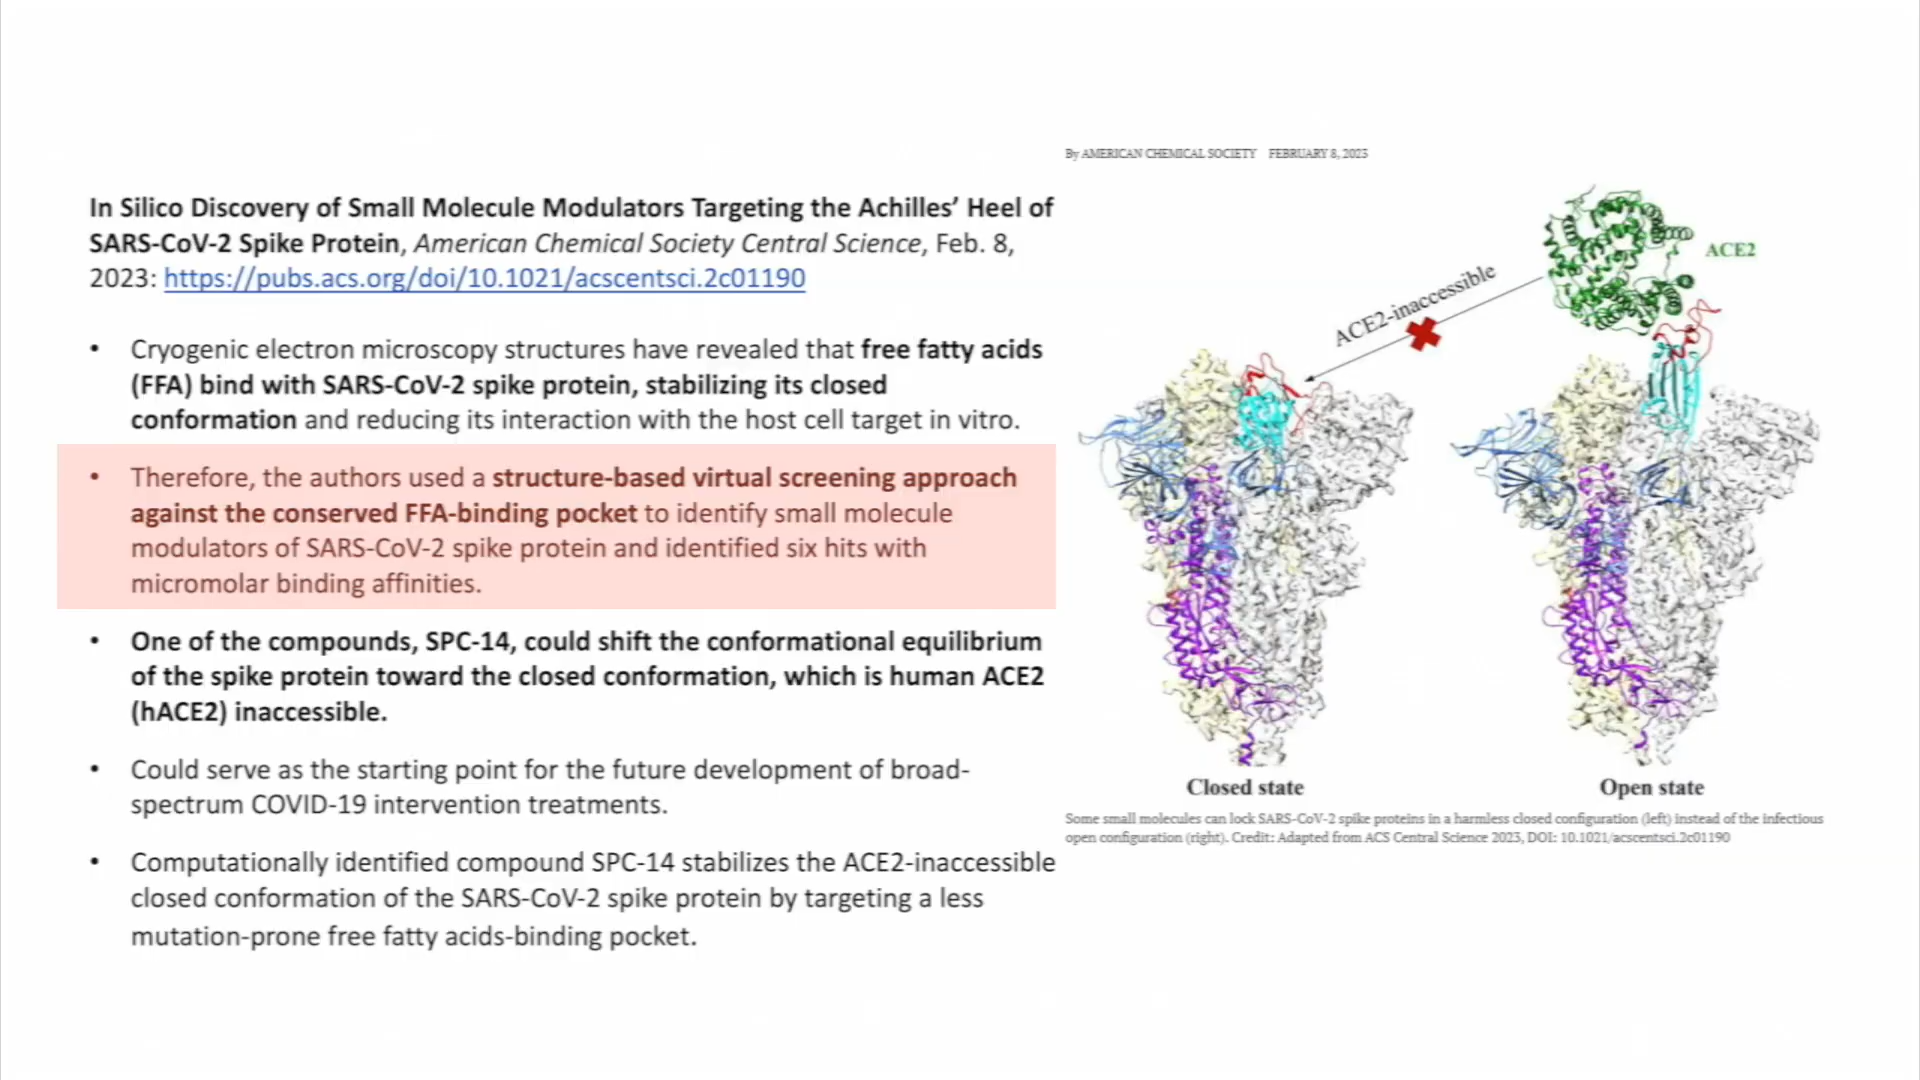 By AMERICAN CHEMICAL SOCIETY FEBRUARY 8, 2023
In Silico Discovery of Small Molecule Modulators Targeting the Achilles’ Heel of
SARS-CoV-2 Spike Protein, American Chemical Society Central Science, Feb. 8,
2023: https://pubs.acs.org/doi/10.1021/acscentsci.2c01190
• Cryogenic electron microscopy structures have revealed that free fatty acids
(FFA) bind with SARS-CoV-2 spike protein, stabilizing its closed
conformation and reducing its interaction with the host cell target in vitro.
• Therefore, the authors used a structure-based virtual screening approach
against the conserved FFA-binding pocket to identify small molecule
modulators of SARS-CoV-2 spike protein and identified six hits with
micromolar binding affinities.
• One of the compounds, SPC-14, could shift the conformational equilibrium
of the spike protein toward the closed conformation, which is human ACE2
(hACE2) inaccessible.
• Could serve as the starting point for the future development of broad-
spectrum COVID-19 intervention treatments.
• Computationally identified compound SPC-14 stabilizes the ACE2-inaccessible
closed conformation of the SARS-CoV-2 spike protein by targeting a less
mutation-prone free fatty acids-binding pocket.
ACE2
ACE2-inaccessible
Closed state
Open state
Some small molecules can lock SARS-CoV-2 spike proteins in a harmless closed configuration (left) instead of the infectious
open configuration (right). Credit: Adapted from ACS Central Science 2023, DOI: 10.1021/acscentsci.2c01190